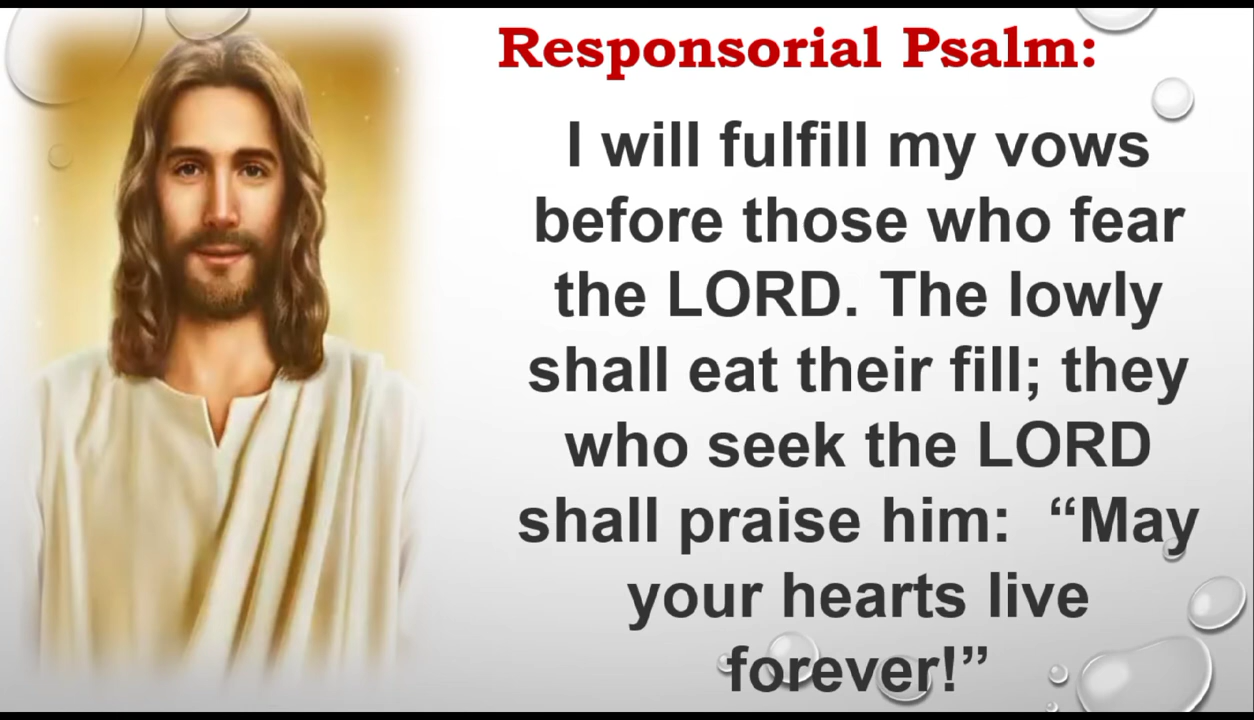 Responsorial Psalm:
I will fulfill my vows
before those who fear
the LORD. The lowly
shall eat their fill; they
who seek the LORD
shall praise him:  “May
your hearts live
forever!”